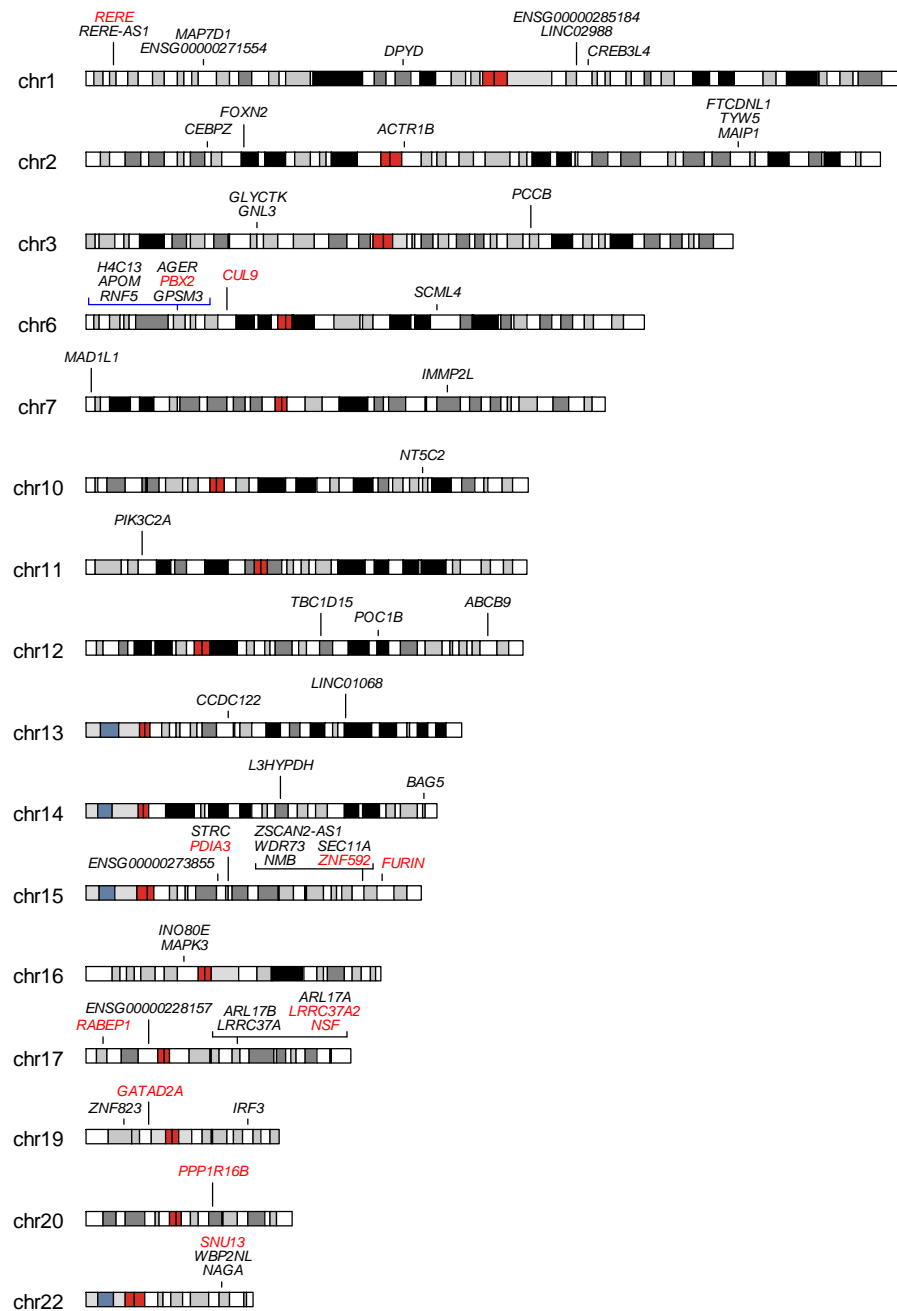 RERE
RERE-AS1
MAP7D1
ENSG00000271554
DPYD
ENSG00000285184
LINC02988
CREB3L4
chr1
CEBPZ
FOXN2
ACTR1B
FTCDNL1
TYW5
MAIP1
chr2
GLYCTK
GNL3
PCCB
chr3
H4C13
APOM
RNF5
AGER
PBX2
GPSM3
CUL9
SCML4
chr6
MAD1L1
IMMP2L
chr7
NT5C2
chr10
PIK3C2A
chr11
TBC1D15
POC1B
ABCB9
chr12
CCDC122
LINC01068
chr13
L3HYPDH
BAG5
chr14
ENSG00000273855
STRC
PDIA3
ZSCAN2-AS1
WDR73
NMB
SEC11A
ZNF592
FURIN
chr15
INO80E
MAPK3
chr16
RABEP1
ENSG00000228157
ARL17B
LRRC37A
ARL17A
LRRC37A2
NSF
chr17
ZNF823
GATAD2A
IRF3
chr19
PPP1R16B
chr20
SNU13
WBP2NL
NAGA
chr22